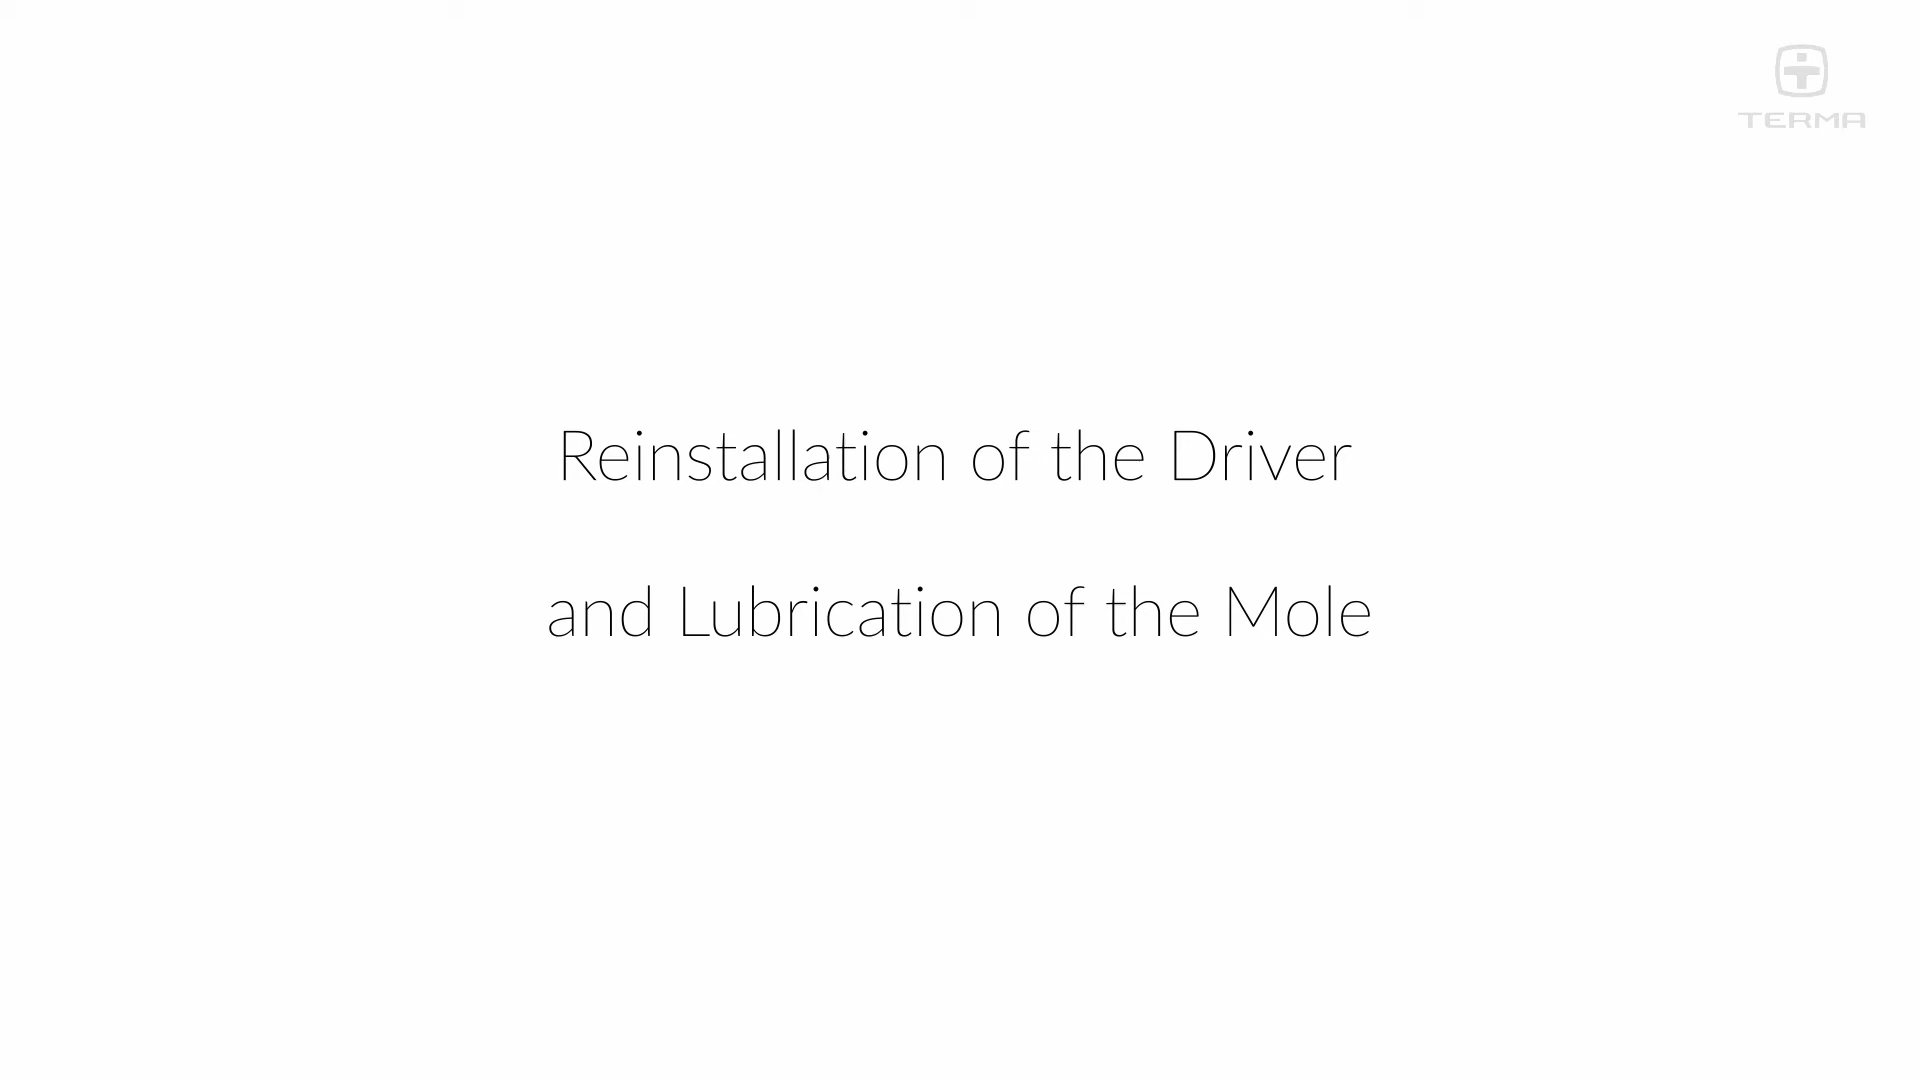 TERMA
Reinstallation of the Driver
and Lubrication of the Mole